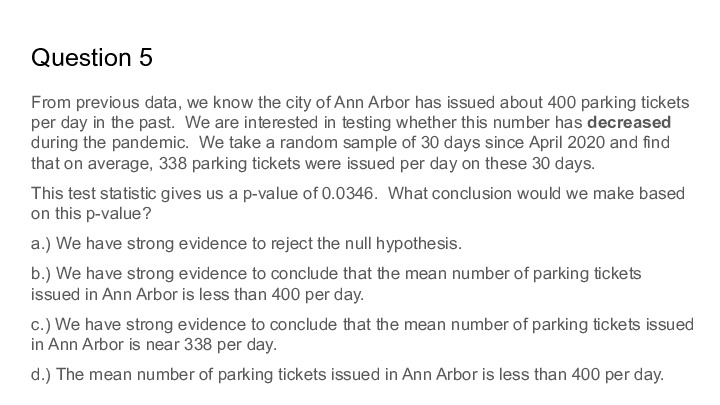 Question 5
From previous data, we know the city of Ann Arbor has issued about 400 parking tickets
per day in the past.  We are interested in testing whether this number has decreased
during the pandemic.  We take a random sample of 30 days since April 2020 and find
that on average, 338 parking tickets were issued per day on these 30 days.
This test statistic gives us a p-value of 0.0346.  What conclusion would we make based
on this p-value?
a.) We have strong evidence to reject the null hypothesis.
b.) We have strong evidence to conclude that the mean number of parking tickets
issued in Ann Arbor is less than 400 per day.
c.) We have strong evidence to conclude that the mean number of parking tickets issued
in Ann Arbor is near 338 per day.
d.) The mean number of parking tickets issued in Ann Arbor is less than 400 per day.